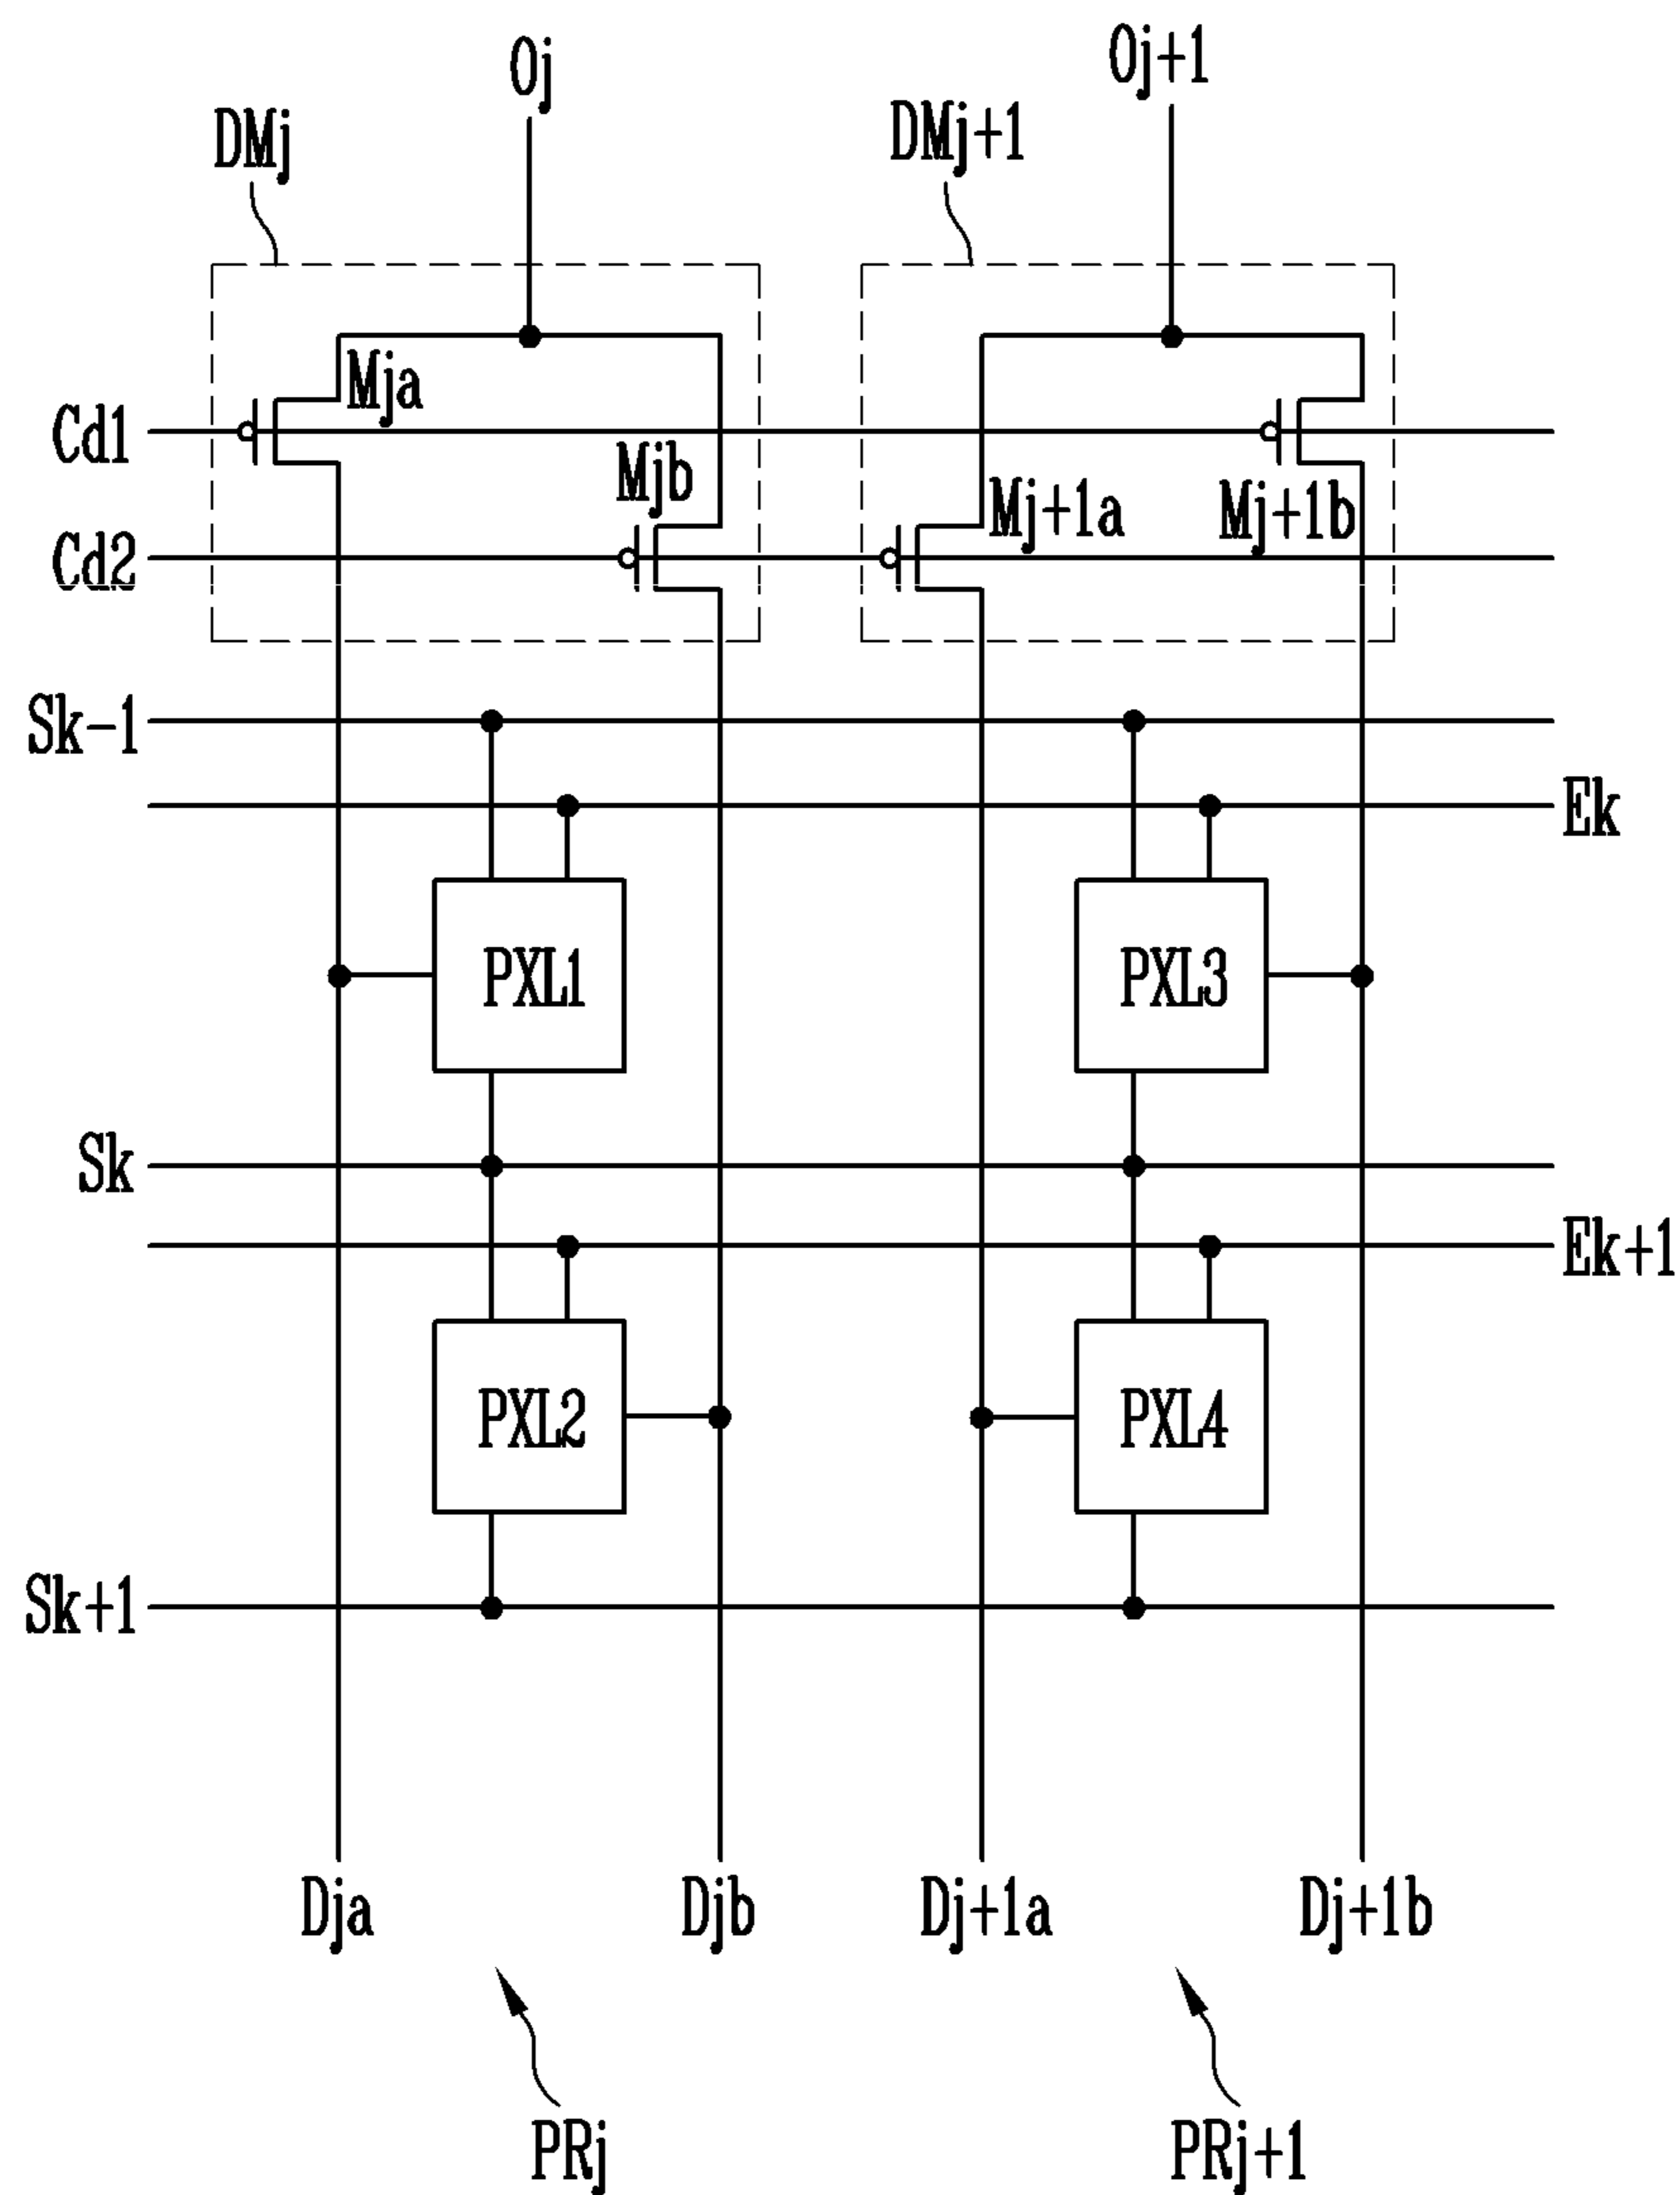 Oj
Oj+1
DMj
DMj+1
Mja
Cd1
Mjb
Mj+1a
Mj+1b
Cd2
Sk-1
Ek
PXL1
PXL3
Sk
Ek+1
PXL2
PXL4
Sk+1
Dja
Djb
Dj+1a
Dj+1b
PRj
PRj+1